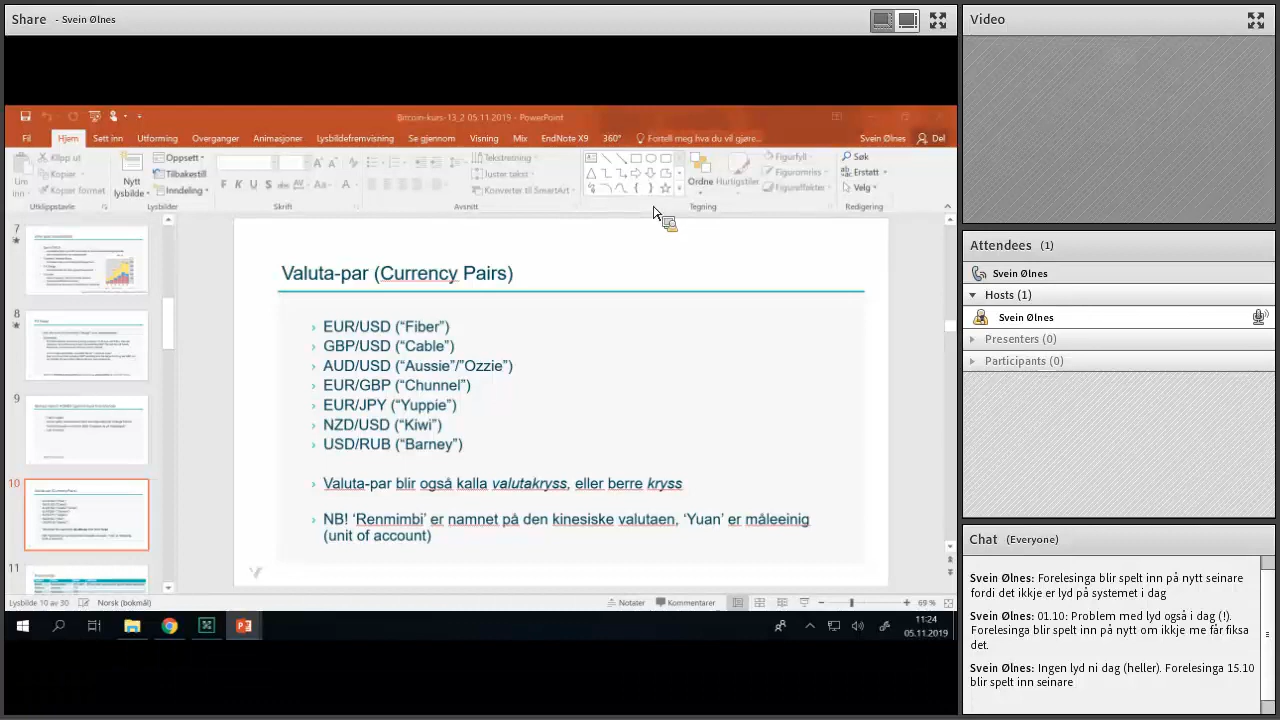 Share - Svein Ølnes
Video
Bitcoin-kurs-13_2 05.11.2019 - PowerPoint
Fil Hjem Sett inn Utforming Overganger Animasjoner Lysbildefremvisning Se gjennom Visning Mix EndNote X9 360° Fortell meg hva du vil gjøre... Svein Ølnes Del
Lim inn
Klipp ut
Kopier
Kopier format
Utklippstavle
Nytt lysbilde
Oppsett
Tilbakestill
Inndeling
Lysbilder
F K U S abc AV Aa A
Skrift
Tekstretning
Juster tekst
Konverter til SmartArt
Avsnitt
Ordne
Hurtigstiler
Figurfyll
Figuromriss
Figureffekter
Tegning
Søk
Erstatt
Velg
Redigering
7
8
9
10
11
Valuta-par (Currency Pairs)
EUR/USD (“Fiber”)
GBP/USD (“Cable”)
AUD/USD (“Aussie”/”Ozzie”)
EUR/GBP (“Chunnel”)
EUR/JPY (“Yuppie”)
NZD/USD (“Kiwi”)
USD/RUB (“Barney”)
Valuta-par blir også kalla valutakryss, eller berre kryss
NB! ‘Renmimbi’ er namnet på den kinesiske valutaen, ‘Yuan’ er måleeinig
(unit of account)
Lysbilde 10 av 30 Norsk (bokmål) Notater Kommentarer 69 %
11:24
05.11.2019
Attendees (1)
Svein Ølnes
Hosts (1)
Svein Ølnes
Presenters (0)
Participants (0)
Chat (Everyone)
Svein Ølnes: Forelesinga blir spelt inn på nytt seinare
fordi det ikkje er lyd på systemet i dag
Svein Ølnes: 01.10: Problem med lyd også i dag (!).
Forelesinga blir spelt inn på nytt om ikkje me får fiksa
det.
Svein Ølnes: Ingen lyd ni dag (heller). Forelesinga 15.10
blir spelt inn seinare